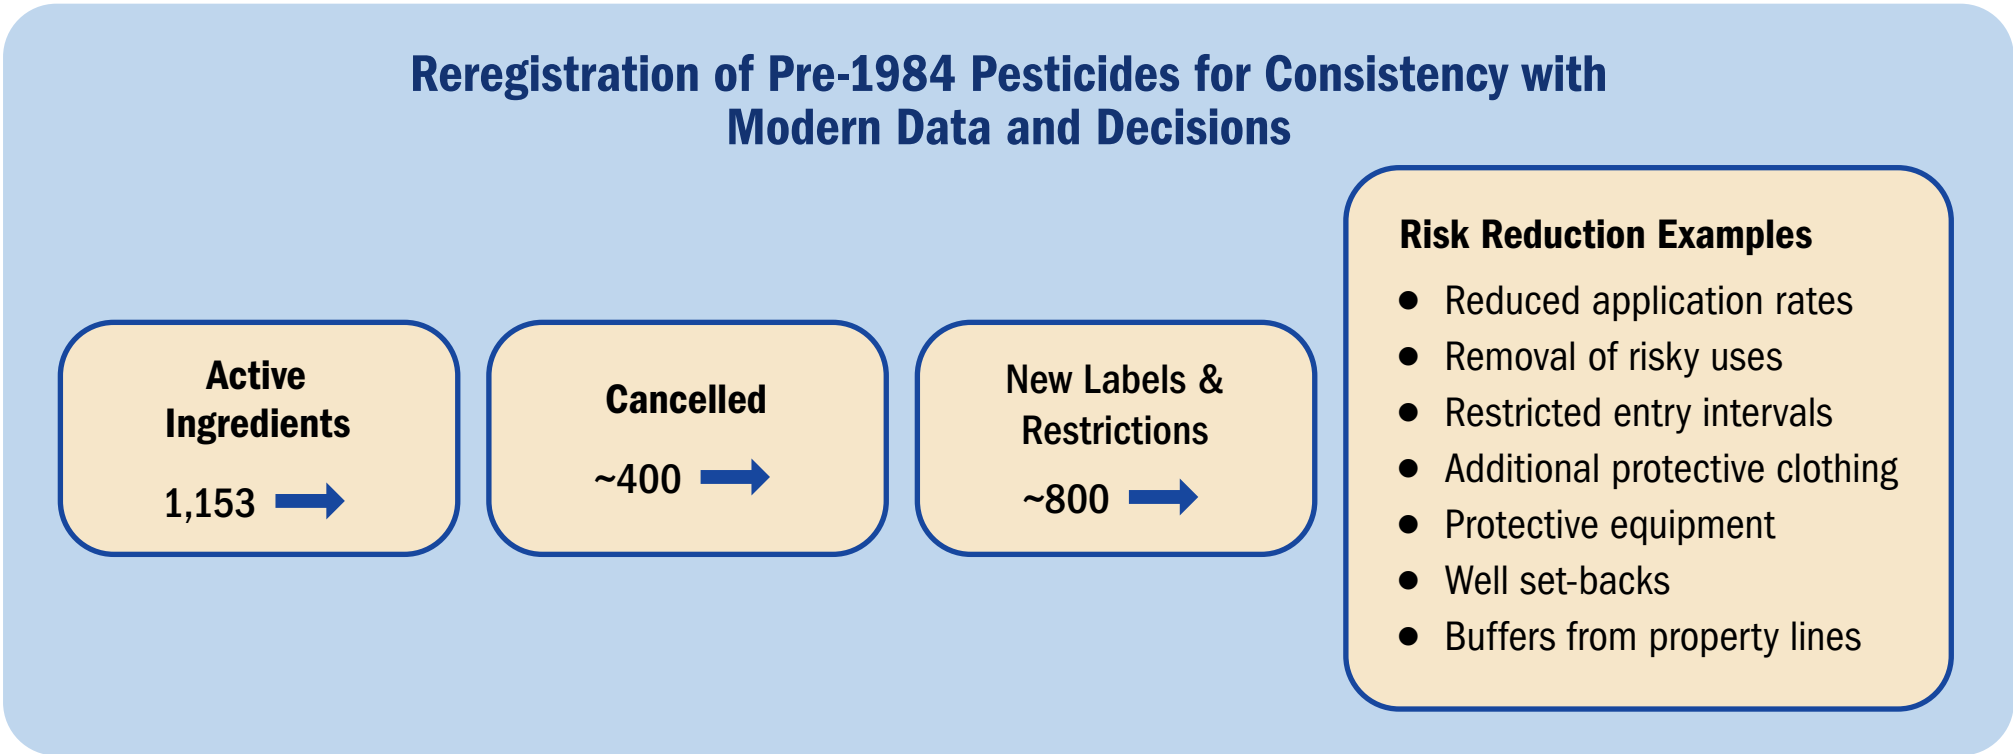 Reregistration of Pre-1984 Pesticides for Consistency with
Modern Data and Decisions
Active
Ingredients
1,153
Cancelled
~400
New Labels &
Restrictions
~800
Risk Reduction Examples
● Reduced application rates
● Removal of risky uses
● Restricted entry intervals
● Additional protective clothing
● Protective equipment
● Well set-backs
● Buffers from property lines